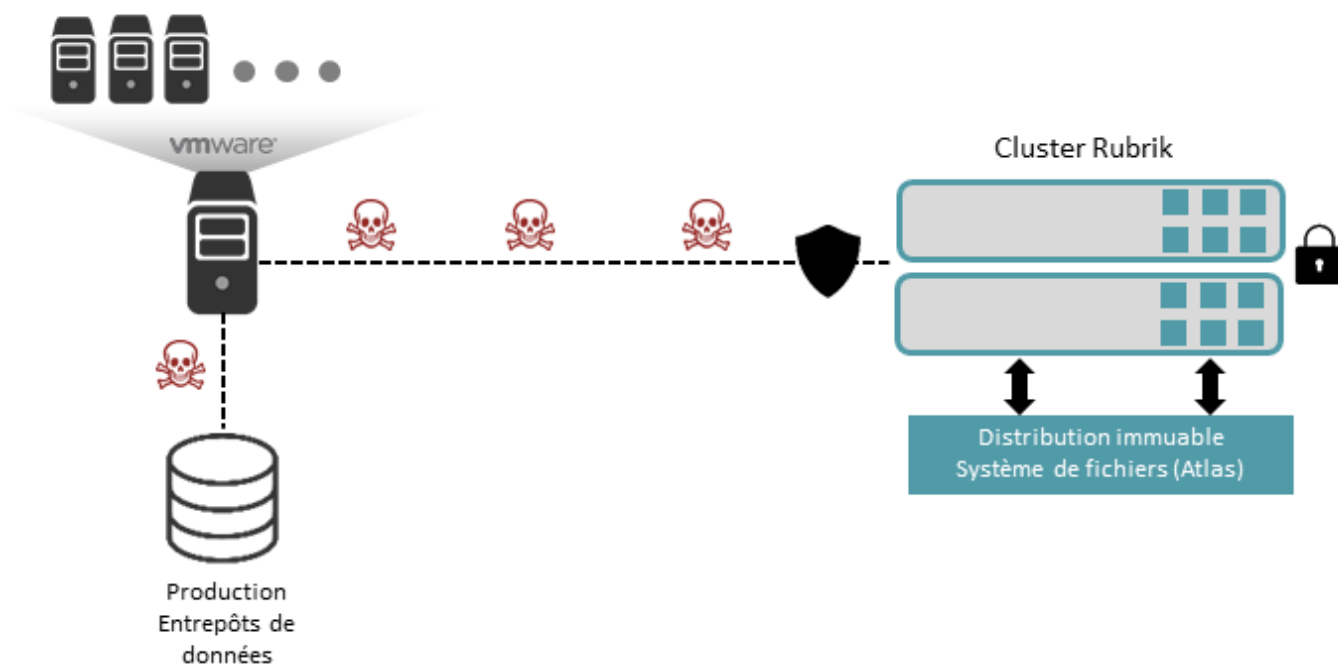 vmware
Cluster Rubrik
Distribution immuable
Système de fichiers (Atlas)
Production
Entrepôts de
données